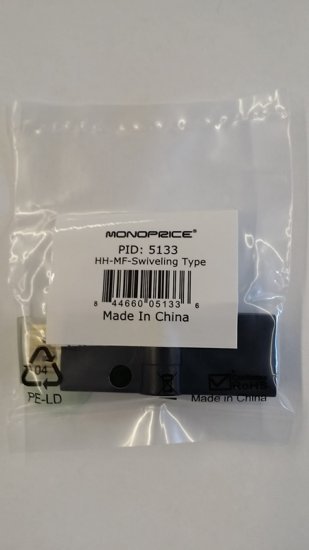 MONOPRICE®
PID: 5133
HH-MF-Swiveling Type
8 44660 05133 6
Made In China
04
PE-LD
RoHS
Made in China